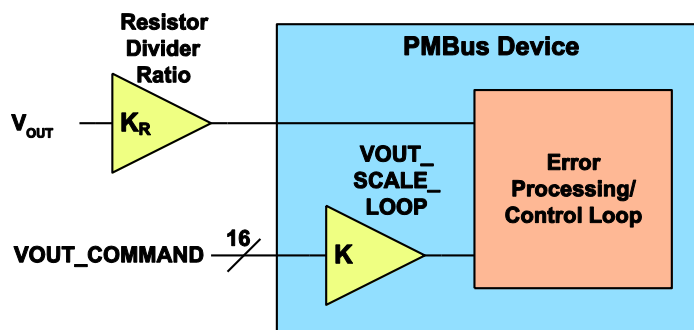 Resistor
Divider
Ratio
PMBus Device
VOUT
KR
VOUT_
SCALE_
LOOP
Error
Processing/
Control Loop
16
VOUT_COMMAND
K